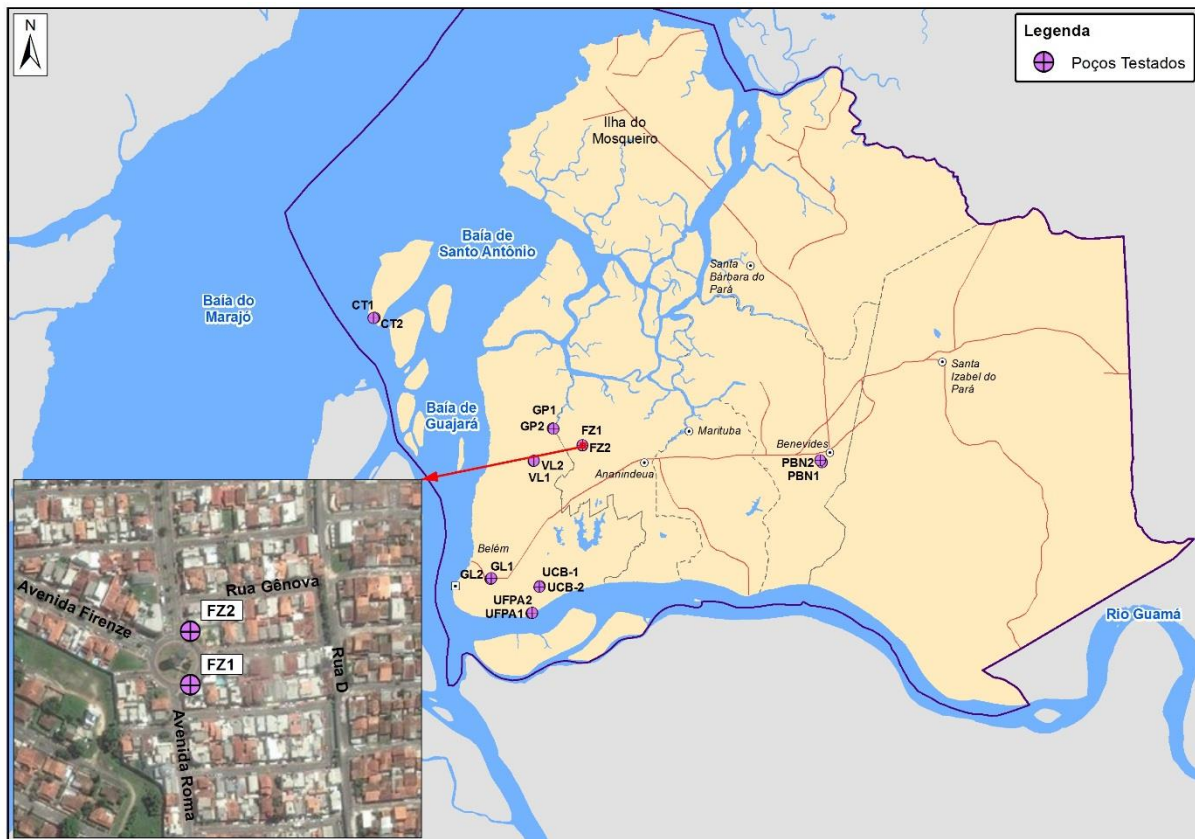 N
Legenda
Poços Testados
Ilha do
Mosqueiro
Baía de
Santo Antônio
Santa
Bárbara do
Pará
Baía do
Marajó
CT1
CT2
Santa
Izabel do
Pará
Baía de
Guajará
GP1
GP2
FZ1
FZ2
Marituba
Benevides
VL2
VL1
Ananindeua
PBN2
PBN1
Belém
GL2
GL1
UCB-1
UCB-2
UFPA2
UFPA1
Rio Guamá
Rua Gênova
Avenida Firenze
FZ2
FZ1
Rua D
Avenida Roma